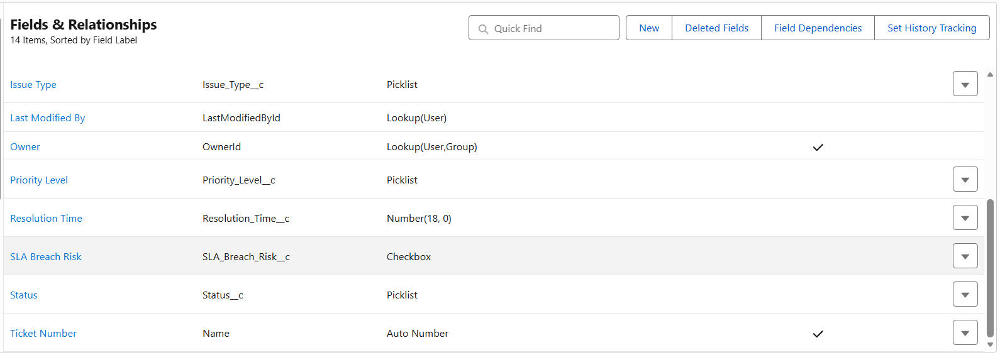 Fields & Relationships
14 Items, Sorted by Field Label
Quick Find
New Deleted Fields Field Dependencies Set History Tracking
Issue Type Issue_Type__c Picklist
Last Modified By LastModifiedById Lookup(User)
Owner OwnerId Lookup(User,Group)
Priority Level Priority_Level__c Picklist
Resolution Time Resolution_Time__c Number(18, 0)
SLA Breach Risk SLA_Breach_Risk__c Checkbox
Status Status__c Picklist
Ticket Number Name Auto Number